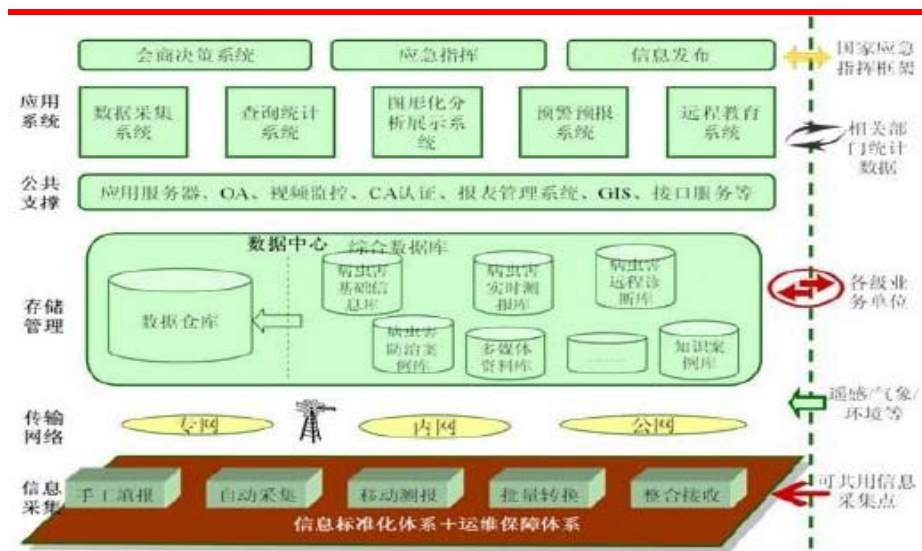 会商决策系统
应急指挥
信息发布
国家应急
指挥框架
应用
系统
数据采集
系统
查询统计
系统
图形化分
析展示系
统
预警预报
系统
远程教育
系统
相关部
门统计
数据
公共
支撑
应用服务器、OA、视频监控、CA认证、报表管理系统、GIS、接口服务等
数据中心
综合数据库
存储
管理
数据仓库
病虫害
基础信
息库
病虫害
实时测
报库
病虫害
远程诊
断库
病虫害
防治案
例库
多媒体
资料库
………
知识案
例库
各级业
务单位
传输
网络
专网
内网
公网
遥感/气象/
环境等
信息
采集
手工填报
自动采集
移动测报
批量转换
整合接收
可共用信息
采集点
信息标准化体系＋运维保障体系